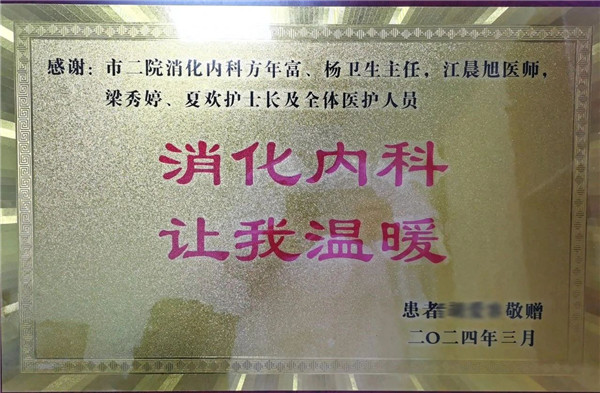 感谢：市二院消化内科方年富、杨卫生主任，江晨旭医师，
梁秀婷、夏欢护士长及全体医护人员
消化内科
让我温暖
患者 敬赠
二〇二四年三月